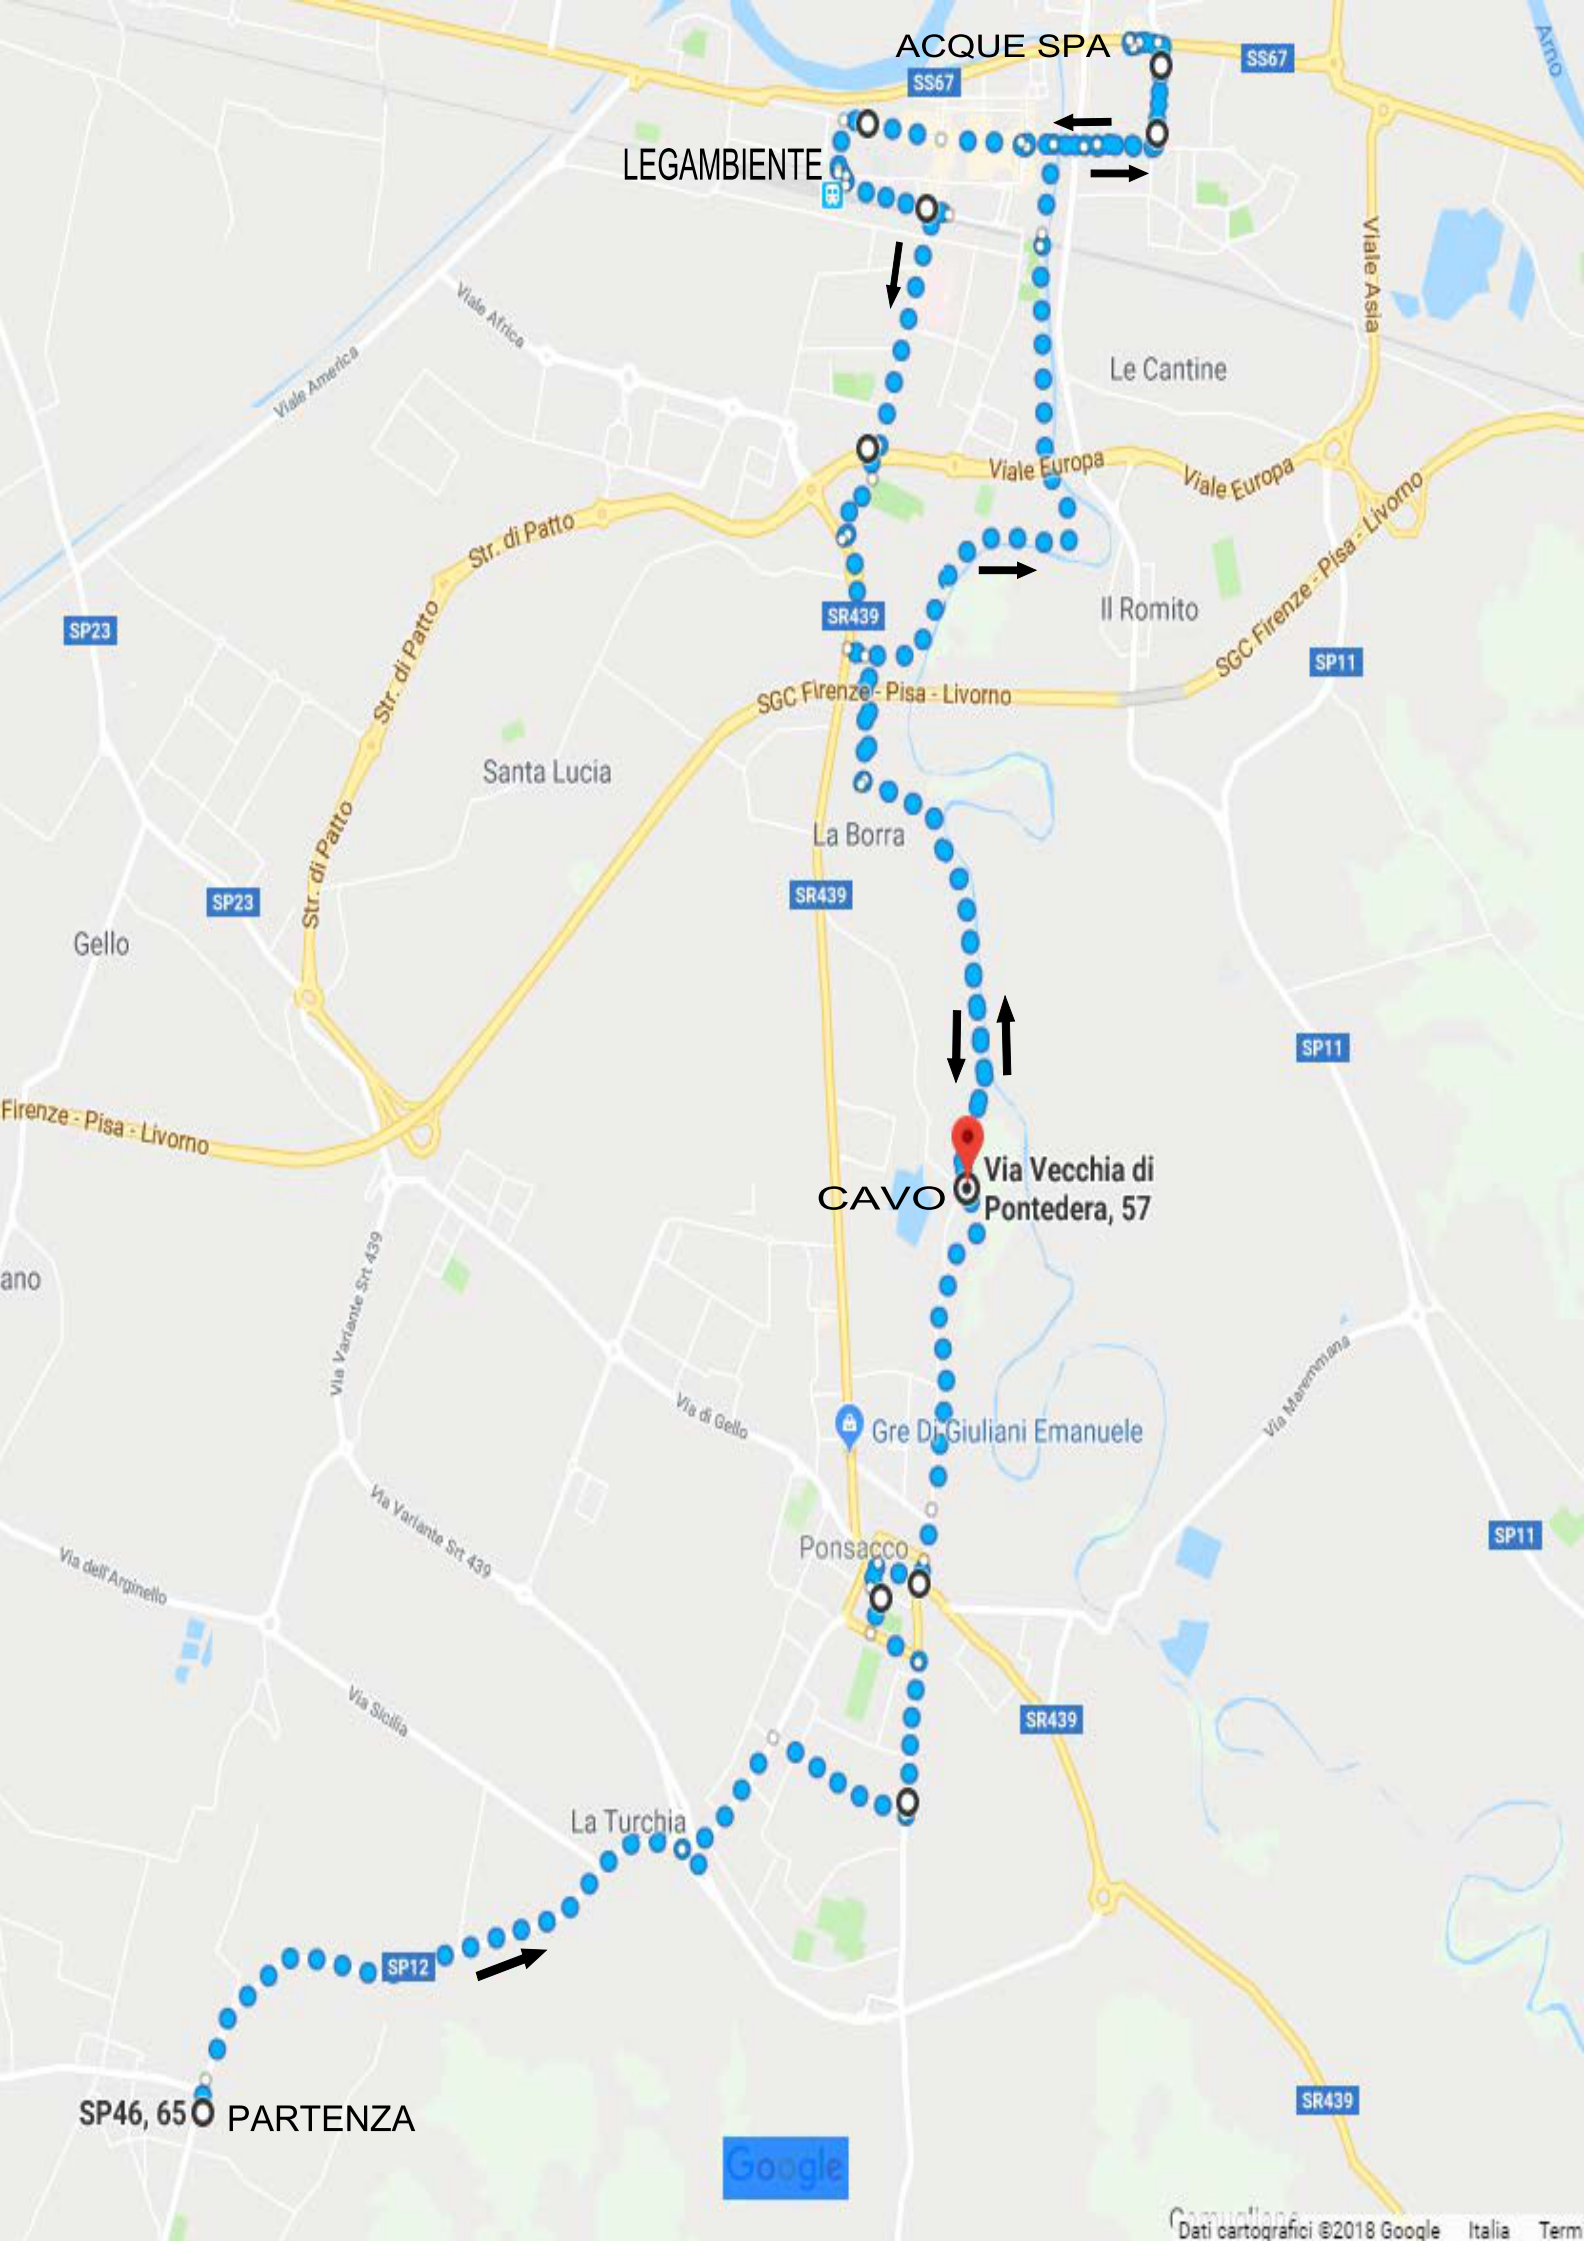 ACQUE SPA
SS67
SS67
Arno
LEGAMBIENTE
Viale Asia
Viale Africa
Viale America
Le Cantine
Viale Europa
Viale Europa
Str. di Patto
SGC Firenze - Pisa - Livorno
Il Romito
SP23
SR439
Str. di Patto
SP11
SGC Firenze - Pisa - Livorno
Santa Lucia
La Borra
Str. di Patto
SP23
SR439
Gello
SP11
Firenze - Pisa - Livorno
Via Vecchia di
Pontedera, 57
CAVO
ano
Via Variante Srt 439
Via Maremmana
Via di Gello
Gre Di Giuliani Emanuele
Via Variante Srt 439
SP11
Ponsacco
Via dell'Arginello
Via Sicilia
SR439
La Turchia
SP12
SP46, 65
PARTENZA
SR439
Google
Dati cartografici ©2018 Google Italia Term